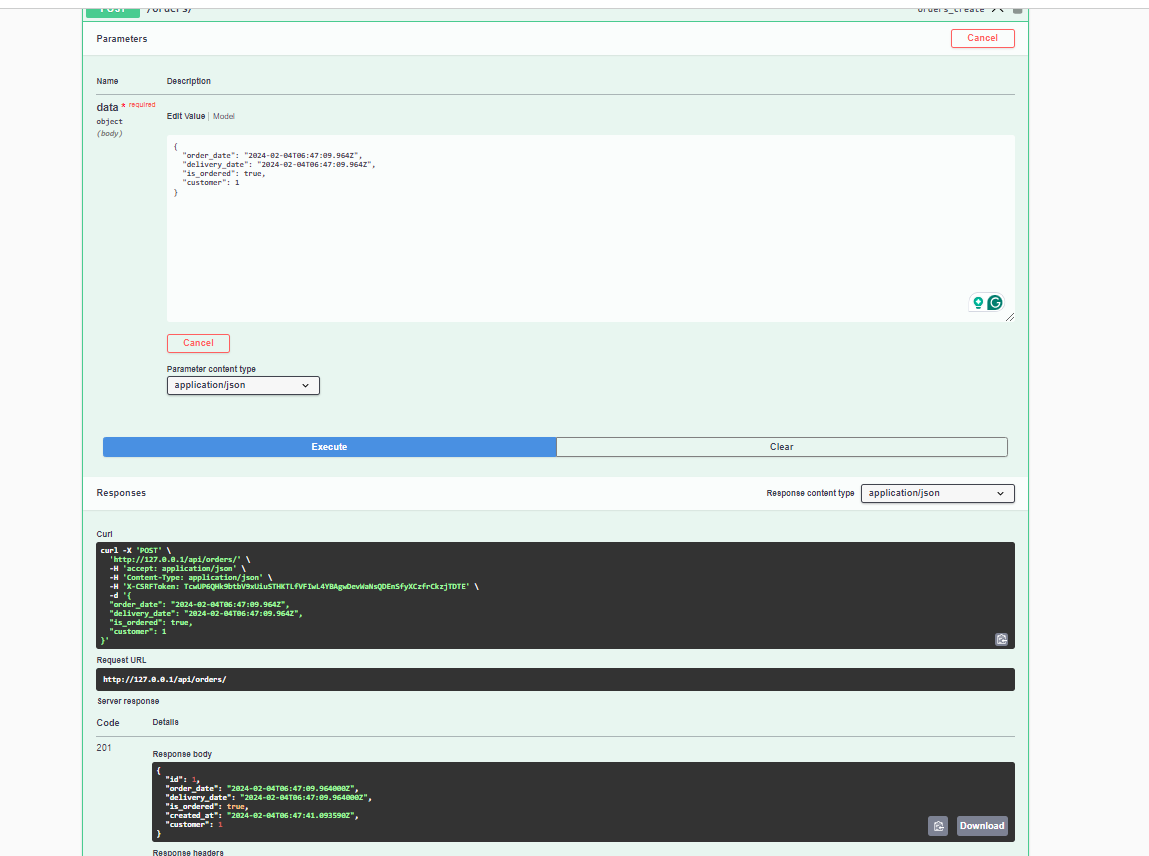 POST /orders/ orders_create
Parameters Cancel
Name Description
data * required
object
(body)
Edit Value | Model
{
"order_date": "2024-02-04T06:47:09.964Z",
"delivery_date": "2024-02-04T06:47:09.964Z",
"is_ordered": true,
"customer": 1
}
Cancel
Parameter content type
application/json
Execute Clear
Responses Response content type application/json
Curl
curl -X 'POST' \
'http://127.0.0.1/api/orders/' \
-H 'accept: application/json' \
-H 'Content-Type: application/json' \
-H 'X-CSRFToken: \
-d '{
"order_date": "2024-02-04T06:47:09.964Z",
"delivery_date": "2024-02-04T06:47:09.964Z",
"is_ordered": true,
"customer": 1
}'
Request URL
http://127.0.0.1/api/orders/
Server response
Code Details
201
Response body
{
"id": 1,
"order_date": "2024-02-04T06:47:09.964000Z",
"delivery_date": "2024-02-04T06:47:09.964000Z",
"is_ordered": true,
"created_at": "2024-02-04T06:47:41.093590Z",
"customer": 1
}
Download
Response headers